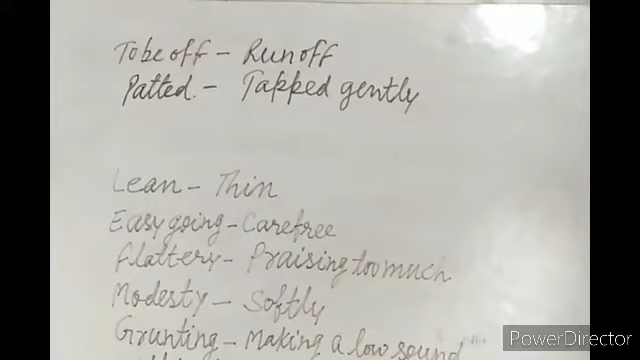 To be off - Run off
Patted. - Tapped gently
Lean - Thin
Easy going - Carefree
Flattery - Praising too much
Modesty - Softly
Grunting - Making a low sound
PowerDirector